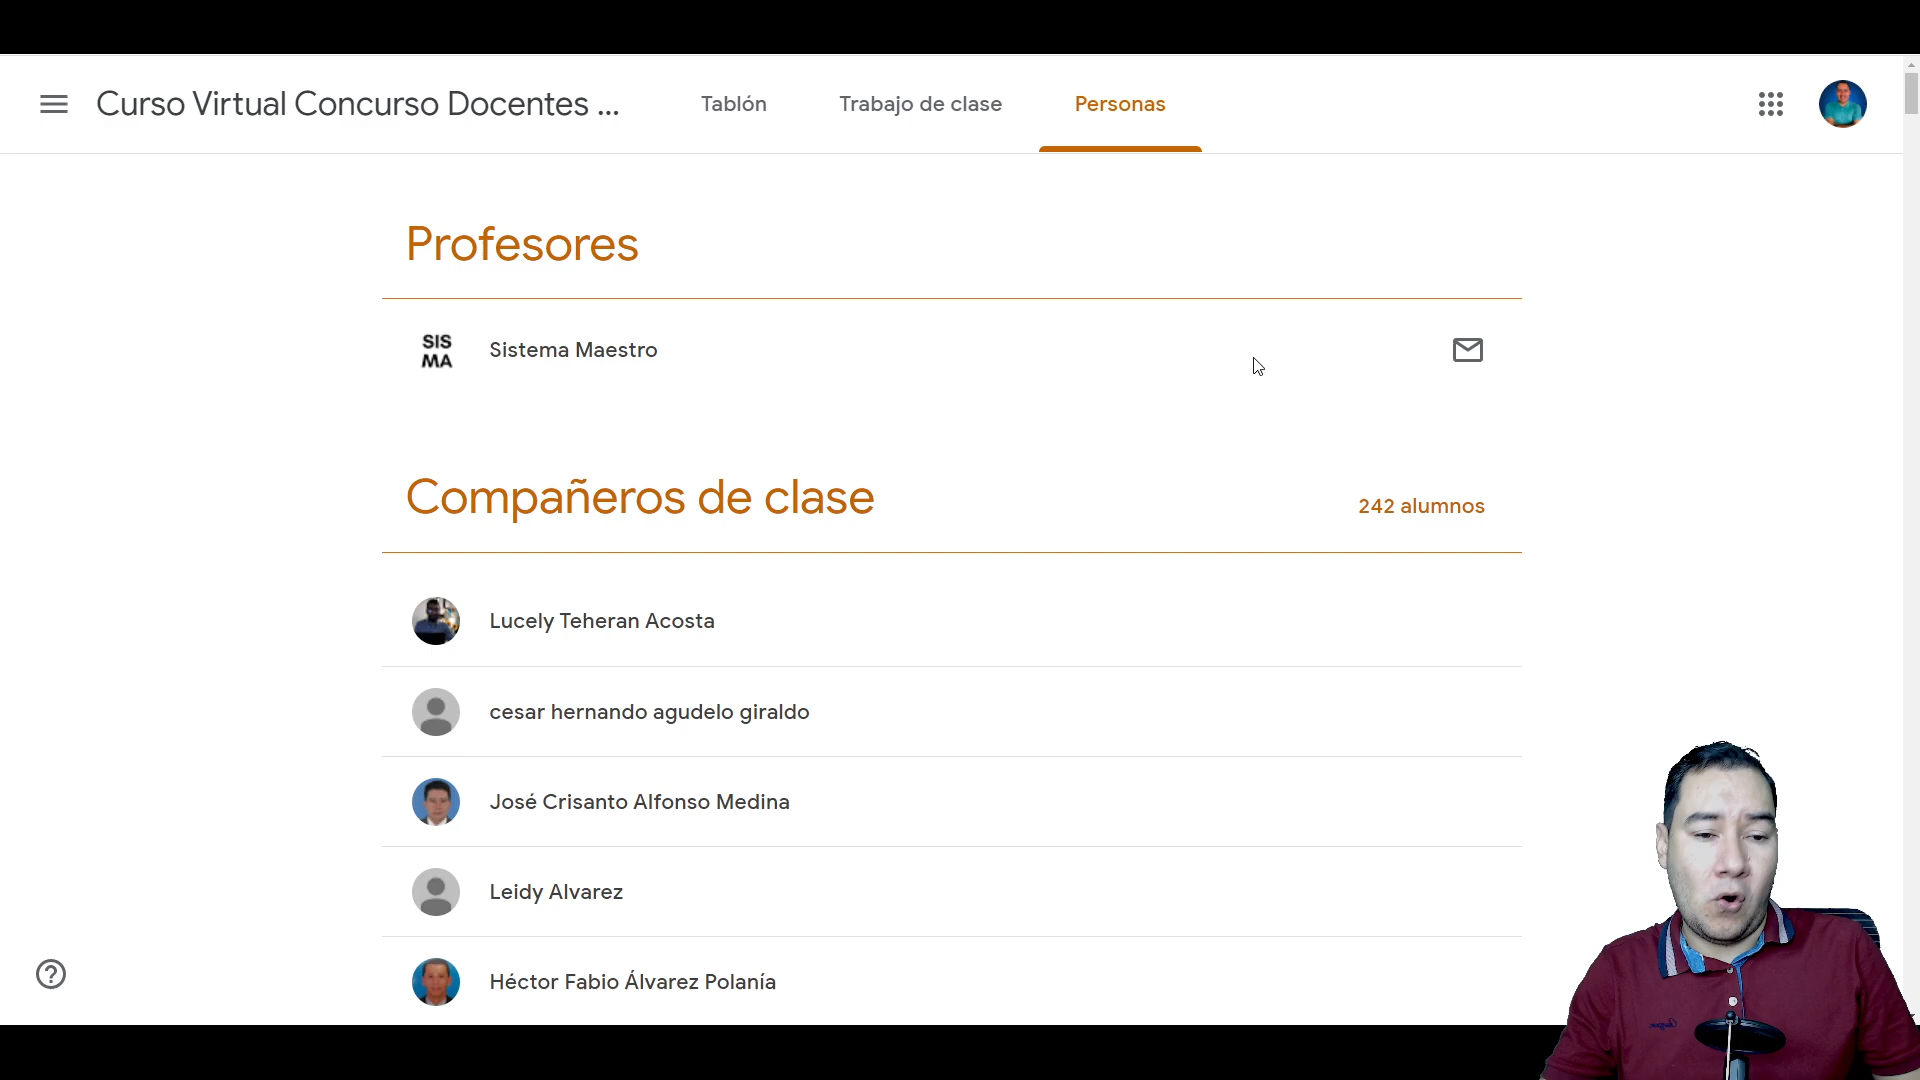 Curso Virtual Concurso Docentes ...
Tablón
Trabajo de clase
Personas
Profesores
SIS
MA
Sistema Maestro
Compañeros de clase
242 alumnos
Lucely Teheran Acosta
cesar hernando agudelo giraldo
José Crisanto Alfonso Medina
Leidy Alvarez
Héctor Fabio Álvarez Polanía